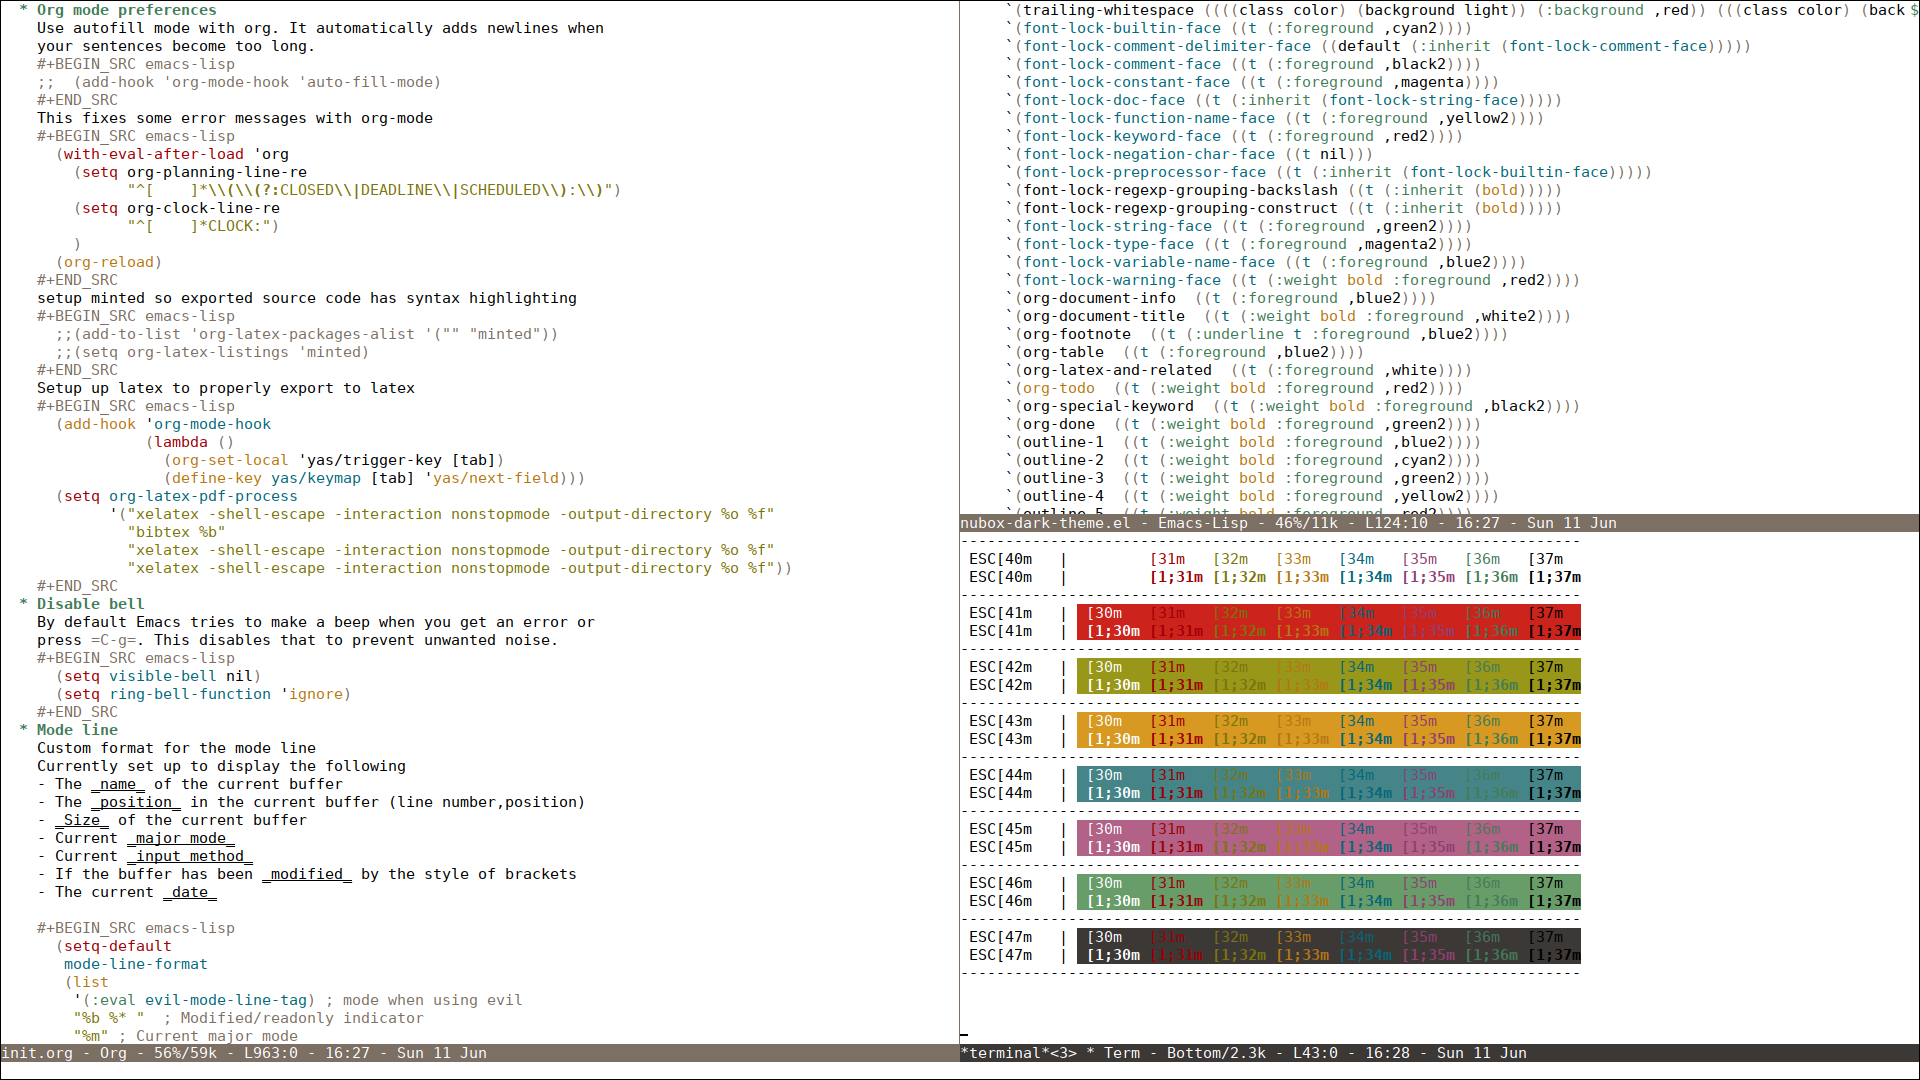 * Org mode preferences
Use autofill mode with org. It automatically adds newlines when
your sentences become too long.
#+BEGIN_SRC emacs-lisp
;;  (add-hook 'org-mode-hook 'auto-fill-mode)
#+END_SRC
This fixes some error messages with org-mode
#+BEGIN_SRC emacs-lisp
(with-eval-after-load 'org
(setq org-planning-line-re
"^[    ]*\\(\\(?:CLOSED\\|DEADLINE\\|SCHEDULED\\):\\)")
(setq org-clock-line-re
"^[    ]*CLOCK:")
)
(org-reload)
#+END_SRC
setup minted so exported source code has syntax highlighting
#+BEGIN_SRC emacs-lisp
;;(add-to-list 'org-latex-packages-alist '("" "minted"))
;;(setq org-latex-listings 'minted)
#+END_SRC
Setup up latex to properly export to latex
#+BEGIN_SRC emacs-lisp
(add-hook 'org-mode-hook
(lambda ()
(org-set-local 'yas/trigger-key [tab])
(define-key yas/keymap [tab] 'yas/next-field)))
(setq org-latex-pdf-process
'("xelatex -shell-escape -interaction nonstopmode -output-directory %o %f"
"bibtex %b"
"xelatex -shell-escape -interaction nonstopmode -output-directory %o %f"
"xelatex -shell-escape -interaction nonstopmode -output-directory %o %f"))
#+END_SRC
* Disable bell
By default Emacs tries to make a beep when you get an error or
press =C-g=. This disables that to prevent unwanted noise.
#+BEGIN_SRC emacs-lisp
(setq visible-bell nil)
(setq ring-bell-function 'ignore)
#+END_SRC
* Mode line
Custom format for the mode line
Currently set up to display the following
- The _name_ of the current buffer
- The _position_ in the current buffer (line number,position)
- _Size_ of the current buffer
- Current _major mode_
- Current _input method_
- If the buffer has been _modified_ by the style of brackets
- The current _date_
#+BEGIN_SRC emacs-lisp
(setq-default
mode-line-format
(list
'(:eval evil-mode-line-tag) ; mode when using evil
"%b %* "  ; Modified/readonly indicator
"%m" ; Current major mode
init.org - Org - 56%/59k - L963:0 - 16:27 - Sun 11 Jun
`(trailing-whitespace ((((class color) (background light)) (:background ,red)) (((class color) (back$
`(font-lock-builtin-face ((t (:foreground ,cyan2))))
`(font-lock-comment-delimiter-face ((default (:inherit (font-lock-comment-face)))))
`(font-lock-comment-face ((t (:foreground ,black2))))
`(font-lock-constant-face ((t (:foreground ,magenta))))
`(font-lock-doc-face ((t (:inherit (font-lock-string-face)))))
`(font-lock-function-name-face ((t (:foreground ,yellow2))))
`(font-lock-keyword-face ((t (:foreground ,red2))))
`(font-lock-negation-char-face ((t nil)))
`(font-lock-preprocessor-face ((t (:inherit (font-lock-builtin-face)))))
`(font-lock-regexp-grouping-backslash ((t (:inherit (bold)))))
`(font-lock-regexp-grouping-construct ((t (:inherit (bold)))))
`(font-lock-string-face ((t (:foreground ,green2))))
`(font-lock-type-face ((t (:foreground ,magenta2))))
`(font-lock-variable-name-face ((t (:foreground ,blue2))))
`(font-lock-warning-face ((t (:weight bold :foreground ,red2))))
`(org-document-info  ((t (:foreground ,blue2))))
`(org-document-title  ((t (:weight bold :foreground ,white2))))
`(org-footnote  ((t (:underline t :foreground ,blue2))))
`(org-table  ((t (:foreground ,blue2))))
`(org-latex-and-related  ((t (:foreground ,white))))
`(org-todo  ((t (:weight bold :foreground ,red2))))
`(org-special-keyword  ((t (:weight bold :foreground ,black2))))
`(org-done  ((t (:weight bold :foreground ,green2))))
`(outline-1  ((t (:weight bold :foreground ,blue2))))
`(outline-2  ((t (:weight bold :foreground ,cyan2))))
`(outline-3  ((t (:weight bold :foreground ,green2))))
`(outline-4  ((t (:weight bold :foreground ,yellow2))))
`(outline-5  ((t (:weight bold :foreground ,red2))))
nubox-dark-theme.el - Emacs-Lisp - 46%/11k - L124:10 - 16:27 - Sun 11 Jun
---------------------------------------------------------------------
ESC[40m   |         [31m   [32m   [33m   [34m   [35m   [36m   [37m
ESC[40m   |         [1;31m [1;32m [1;33m [1;34m [1;35m [1;36m [1;37m
---------------------------------------------------------------------
ESC[41m   |  [30m   [31m   [32m   [33m   [34m   [35m   [36m   [37m
ESC[41m   |  [1;30m [1;31m [1;32m [1;33m [1;34m [1;35m [1;36m [1;37m
---------------------------------------------------------------------
ESC[42m   |  [30m   [31m   [32m   [33m   [34m   [35m   [36m   [37m
ESC[42m   |  [1;30m [1;31m [1;32m [1;33m [1;34m [1;35m [1;36m [1;37m
---------------------------------------------------------------------
ESC[43m   |  [30m   [31m   [32m   [33m   [34m   [35m   [36m   [37m
ESC[43m   |  [1;30m [1;31m [1;32m [1;33m [1;34m [1;35m [1;36m [1;37m
---------------------------------------------------------------------
ESC[44m   |  [30m   [31m   [32m   [33m   [34m   [35m   [36m   [37m
ESC[44m   |  [1;30m [1;31m [1;32m [1;33m [1;34m [1;35m [1;36m [1;37m
---------------------------------------------------------------------
ESC[45m   |  [30m   [31m   [32m   [33m   [34m   [35m   [36m   [37m
ESC[45m   |  [1;30m [1;31m [1;32m [1;33m [1;34m [1;35m [1;36m [1;37m
---------------------------------------------------------------------
ESC[46m   |  [30m   [31m   [32m   [33m   [34m   [35m   [36m   [37m
ESC[46m   |  [1;30m [1;31m [1;32m [1;33m [1;34m [1;35m [1;36m [1;37m
---------------------------------------------------------------------
ESC[47m   |  [30m   [31m   [32m   [33m   [34m   [35m   [36m   [37m
ESC[47m   |  [1;30m [1;31m [1;32m [1;33m [1;34m [1;35m [1;36m [1;37m
---------------------------------------------------------------------
*terminal*<3> * Term - Bottom/2.3k - L43:0 - 16:28 - Sun 11 Jun